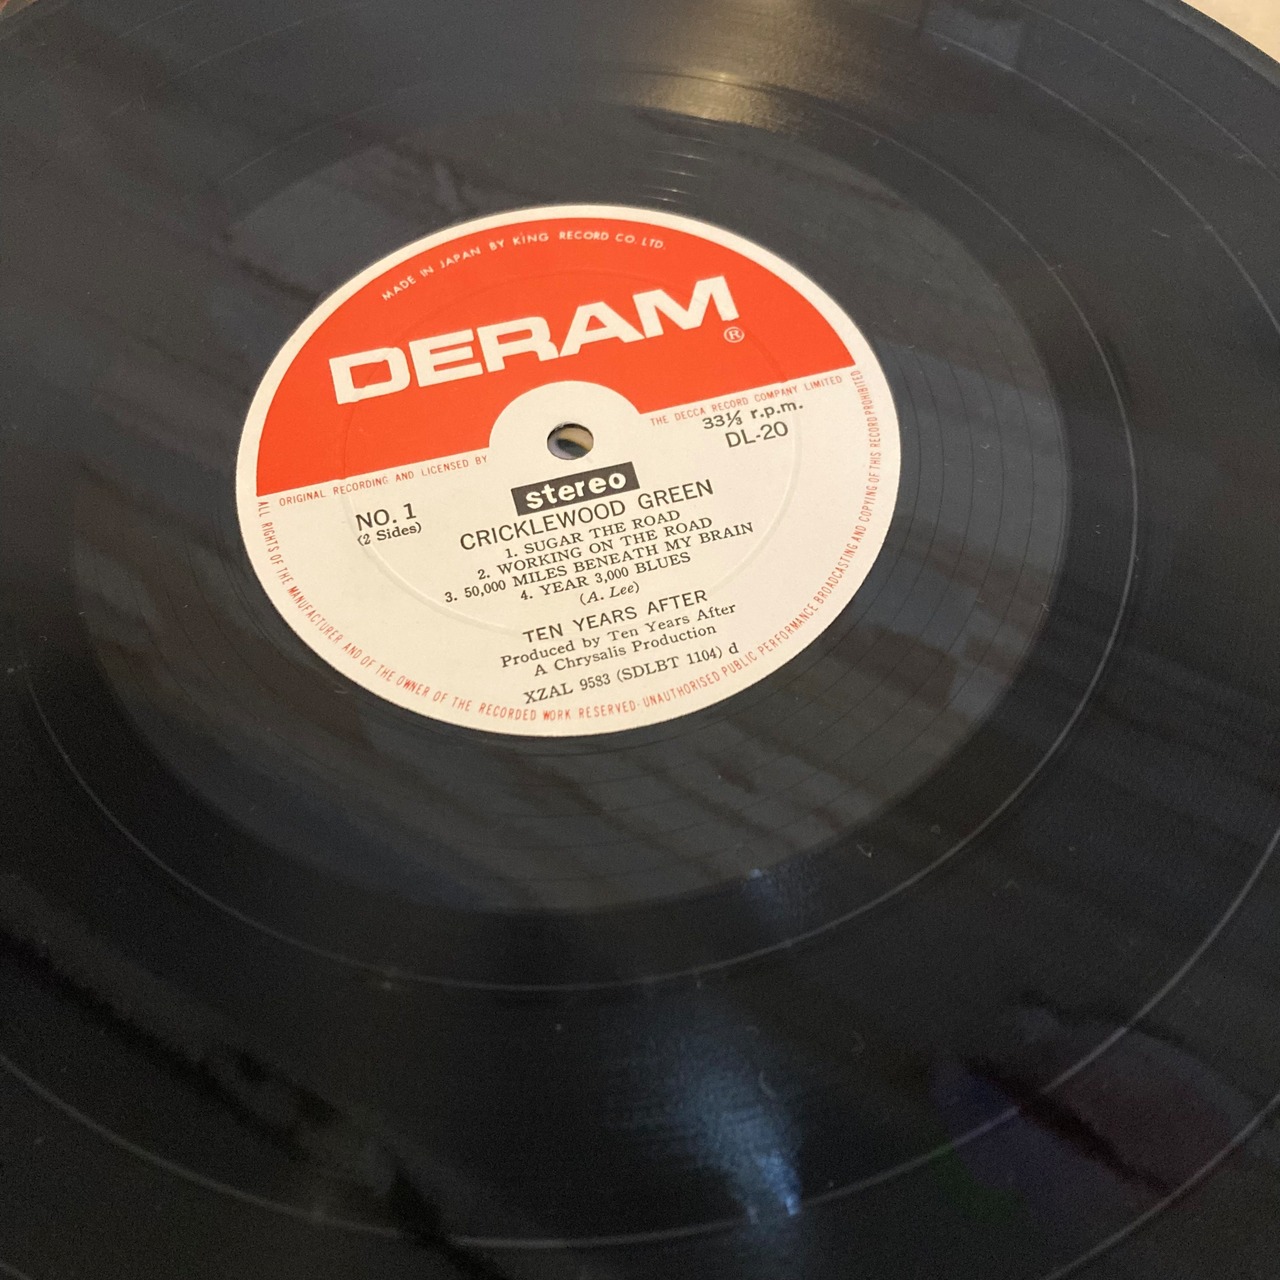 MADE IN JAPAN BY KING RECORD CO. LTD.
DERAM
®
ORIGINAL RECORDING AND LICENSED BY
THE DECCA RECORD COMPANY LIMITED
33⅓ r.p.m.
DL-20
NO. 1
(2 Sides)
stereo
CRICKLEWOOD GREEN
1. SUGAR THE ROAD
2. WORKING ON THE ROAD
3. 50,000 MILES BENEATH MY BRAIN
4. YEAR 3,000 BLUES
(A. Lee)
TEN YEARS AFTER
Produced by Ten Years After
A Chrysalis Production
XZAL 9583 (SDLBT 1104) d
ALL RIGHTS OF THE MANUFACTURER AND OF THE OWNER OF THE RECORDED WORK RESERVED·UNAUTHORISED PUBLIC PERFORMANCE BROADCASTING AND COPYING OF THIS RECORD PROHIBITED